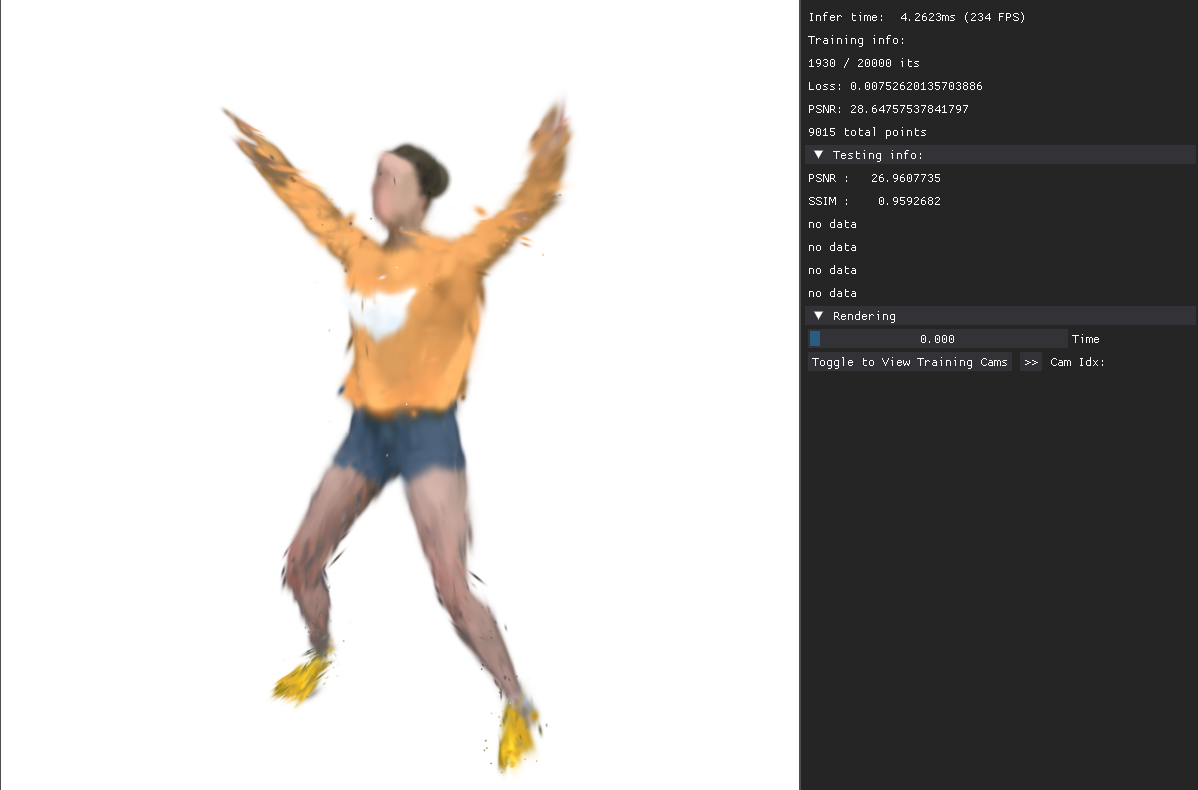 Infer time:  4.2623ms (234 FPS)
Training info:
1930 / 20000 its
Loss: 0.00752620135703886
PSNR: 28.64757537841797
9015 total points
▼ Testing info:
PSNR :   26.9607735
SSIM :    0.9592682
no data
no data
no data
no data
▼ Rendering
0.000 Time
Toggle to View Training Cams >> Cam Idx: